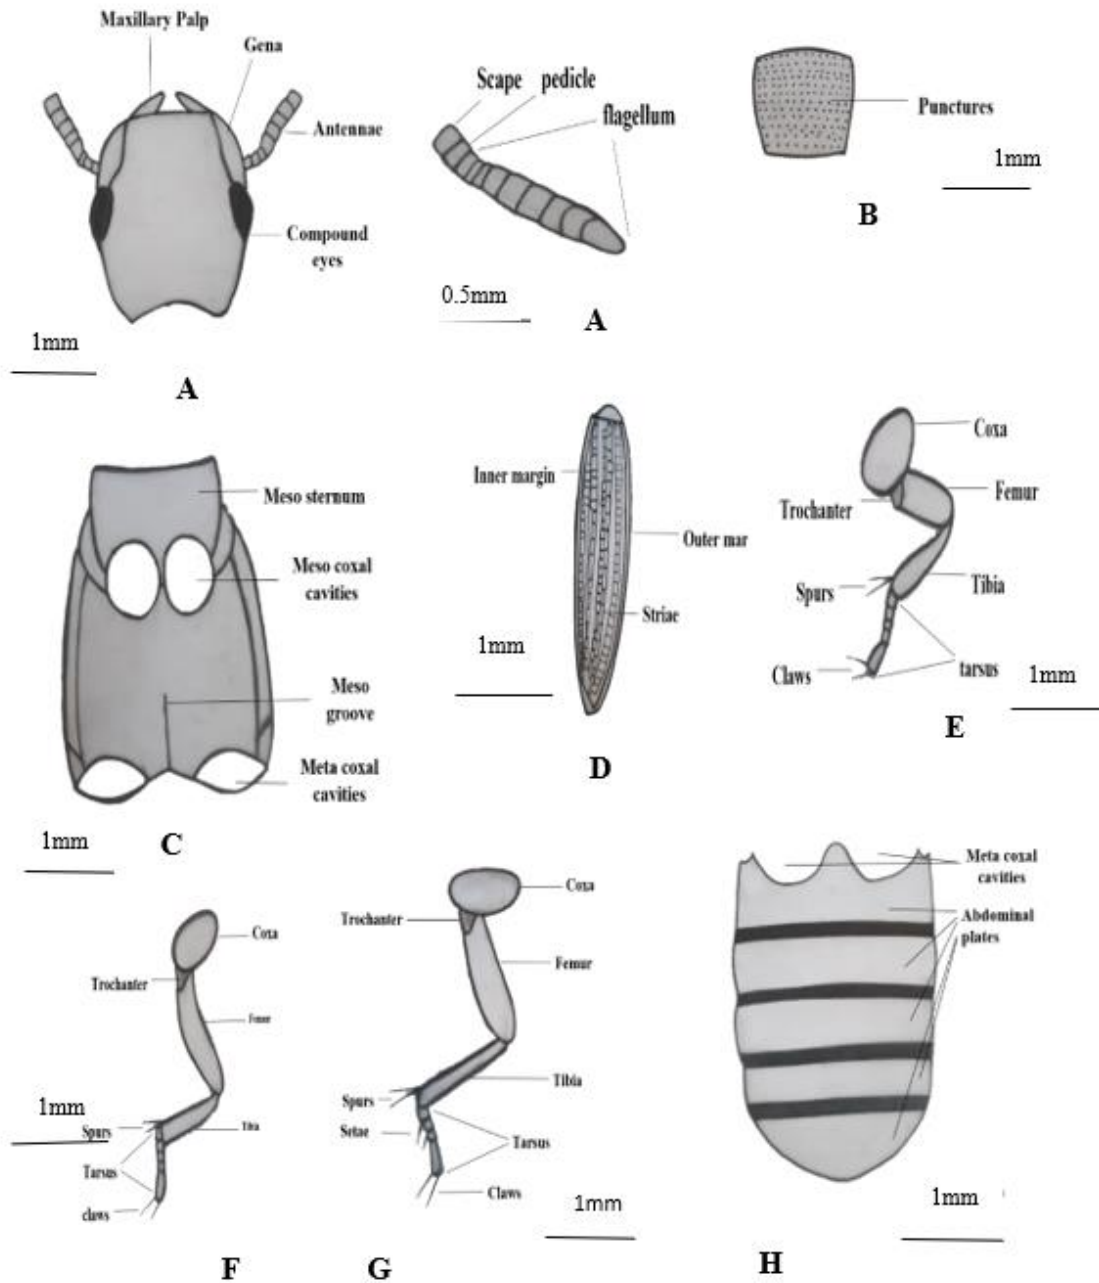 Maxillary Palp
Gena
Antennae
Compound
eyes
1mm
A
Scape pedicle
flagellum
0.5mm
A
Punctures
1mm
B
Meso sternum
Meso coxal
cavities
Meso
groove
Meta coxal
cavities
1mm
C
Inner margin
Outer mar
Striae
1mm
D
Coxa
Femur
Trochanter
Tibia
Spurs
Claws
tarsus
1mm
E
Coxa
Trochanter
Femur
1mm
Spurs
Tibia
Tarsus
claws
F
Coxa
Trochanter
Femur
Tibia
Spurs
Setae
Tarsus
Claws
1mm
G
Meta coxal
cavities
Abdominal
plates
1mm
H